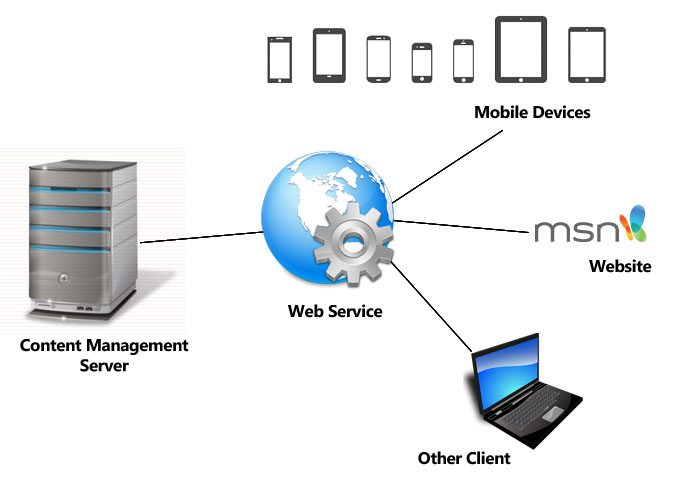 Mobile Devices
msn
Website
Web Service
Content Management
Server
Other Client